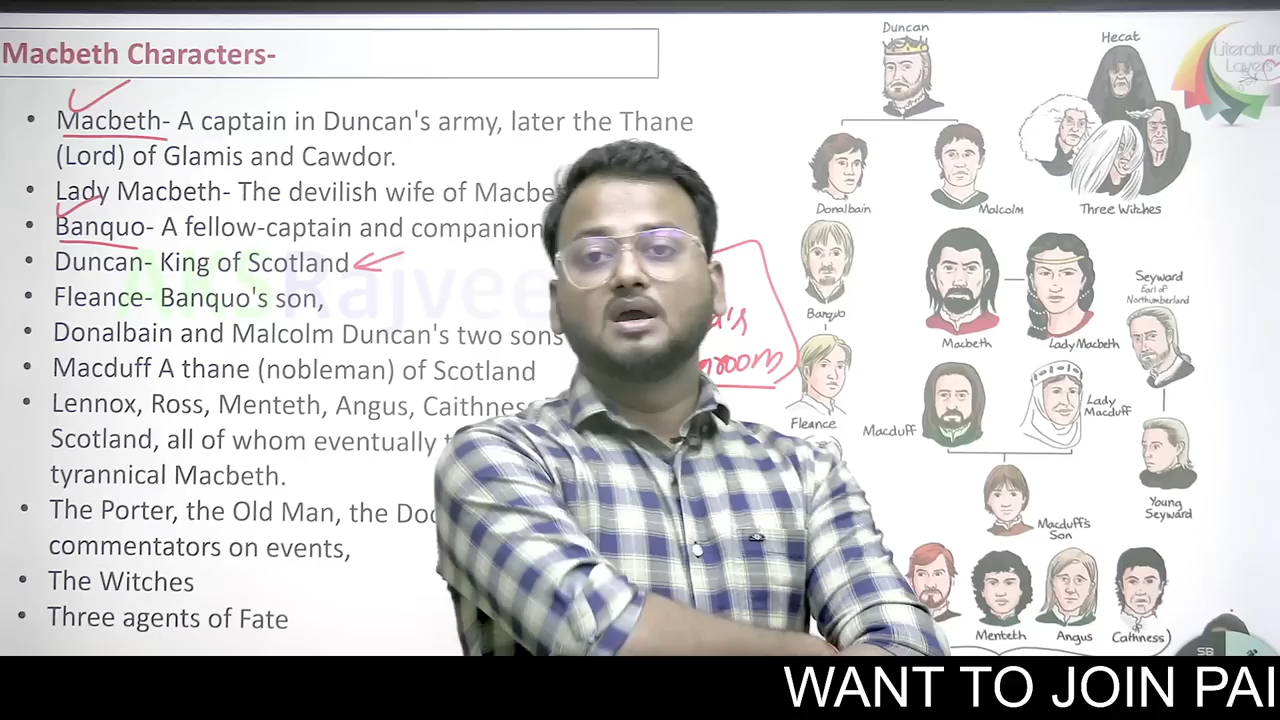 Macbeth Characters-
• Macbeth- A captain in Duncan's army, later the Thane
(Lord) of Glamis and Cawdor.
• Lady Macbeth- The devilish wife of Macbe
• Banquo- A fellow-captain and companion
• Duncan- King of Scotland
• Fleance- Banquo's son,
• Donalbain and Malcolm Duncan's two sons
• Macduff A thane (nobleman) of Scotland
• Lennox, Ross, Menteth, Angus, Caithness
Scotland, all of whom eventually t
tyrannical Macbeth.
• The Porter, the Old Man, the Doc
commentators on events,
• The Witches
• Three agents of Fate
AKSRajvee
Duncan
Hecat
Literature
Layers
Donalbain
Malcolm
Three Witches
Banquo
Macbeth
Lady Macbeth
Seyward
Earl of
Northumberland
Fleance
Macduff
Lady
Macduff
Young
Seyward
Macduff's
Son
Menteth
Angus
Cathness)
SB
WANT TO JOIN PAI